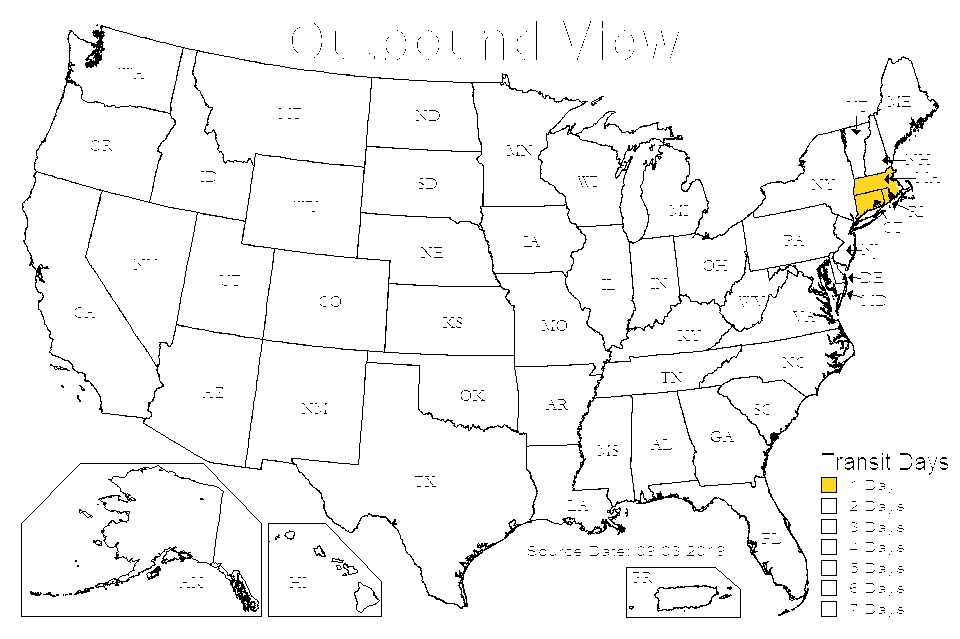 Outbound View
WA
MT
ND
MN
ME
OR
ID
SD
WI
NH
WY
MI
NY
RI
CT
NE
IA
PA
NJ
NV
UT
CO
IL
IN
OH
DE
MD
CA
KS
MO
WV
VA
KY
AZ
NM
OK
AR
TN
NC
SC
TX
MS
AL
GA
LA
FL
Transit Days
1 Day
2 Days
3 Days
4 Days
5 Days
6 Days
7 Days
Source Date: 09.03.2019
AK
HI
PR